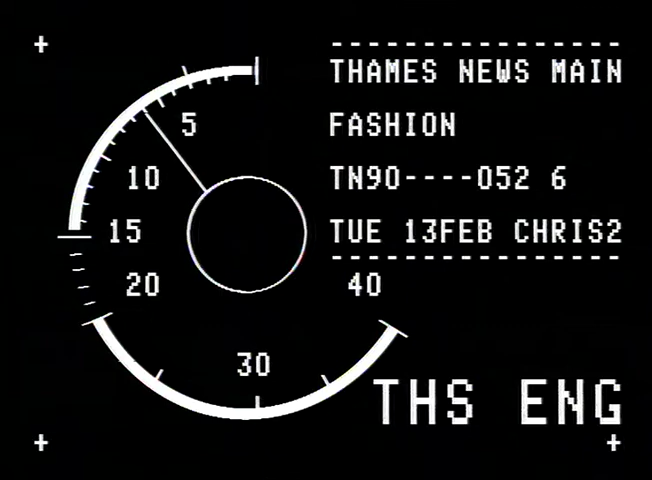 ----------------
THAMES NEWS MAIN
FASHION
TN90----052 6
TUE 13FEB CHRIS2
----------------
5
10
15
20
30
40
THS ENG